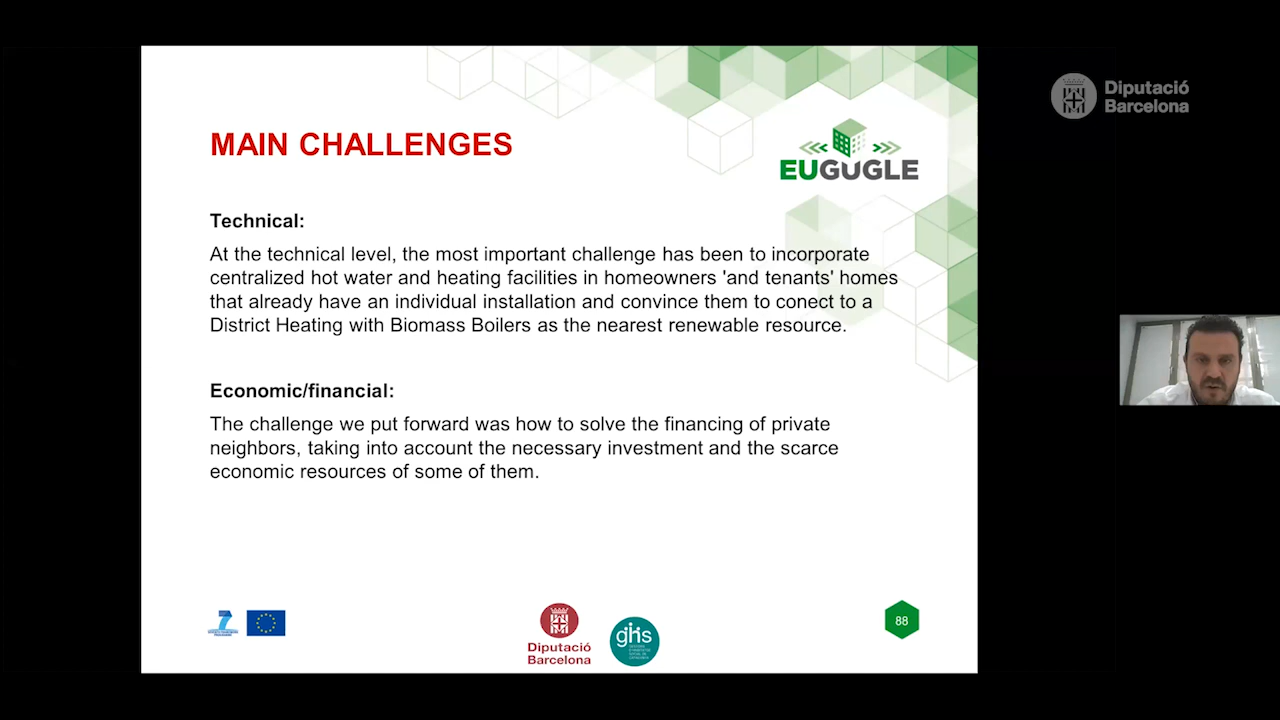 Diputació
Barcelona
MAIN CHALLENGES
EUGUGLE
Technical:
At the technical level, the most important challenge has been to incorporate
centralized hot water and heating facilities in homeowners 'and tenants' homes
that already have an individual installation and convince them to conect to a
District Heating with Biomass Boilers as the nearest renewable resource.
Economic/financial:
The challenge we put forward was how to solve the financing of private
neighbors, taking into account the necessary investment and the scarce
economic resources of some of them.
7
Diputació
Barcelona
ghs
88